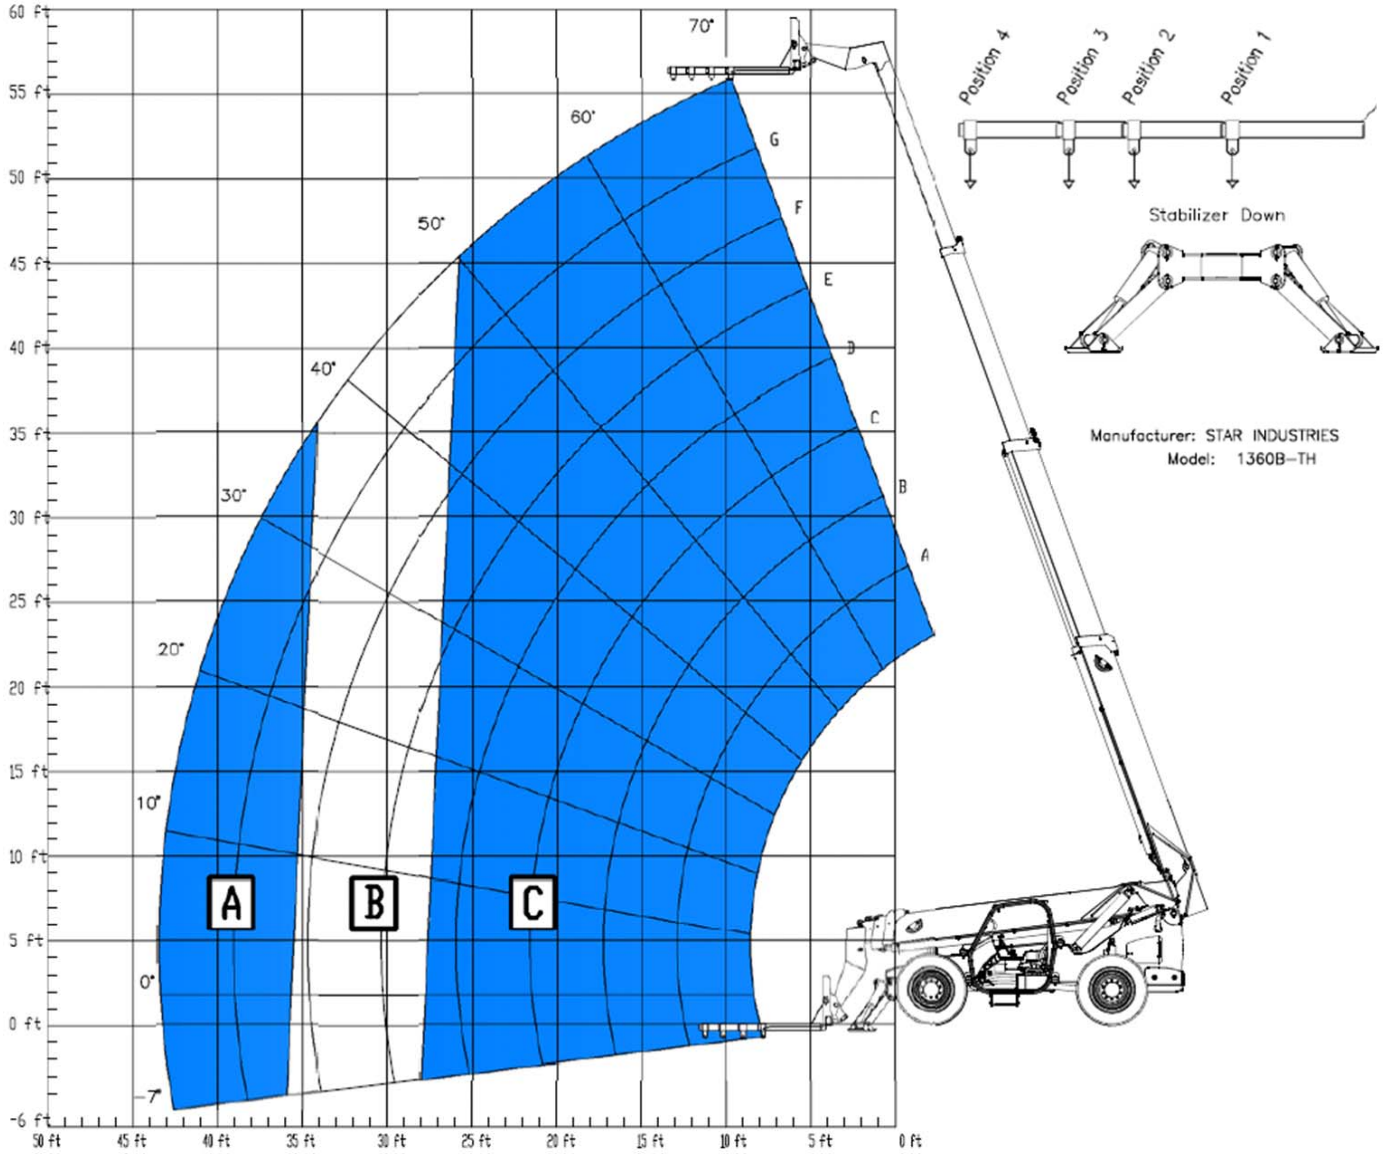 60 ft
70°
60°
55 ft
G
50 ft
F
50°
45 ft
E
40 ft
D
40°
35 ft
C
30°
B
30 ft
A
25 ft
20°
20 ft
15 ft
10°
10 ft
A
B
C
5 ft
0°
0 ft
-7°
-6 ft
50 ft 45 ft 40 ft 35 ft 30 ft 25 ft 20 ft 15 ft 10 ft 5 ft 0 ft
Position 4 Position 3 Position 2 Position 1
Stabilizer Down
Manufacturer: STAR INDUSTRIES
Model: 1360B-TH